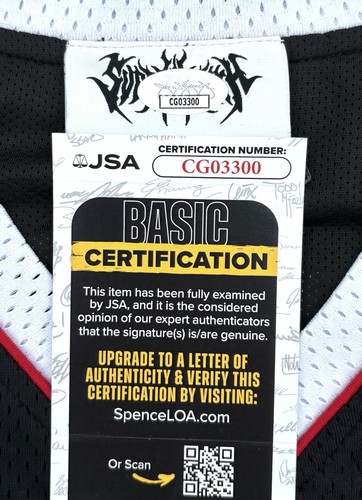 CG03300
JSA
CERTIFICATION NUMBER:
CG03300
BASIC
CERTIFICATION
This item has been fully examined
by JSA, and it is the considered
opinion of our expert authenticators
that the signature(s) is/are genuine.
UPGRADE TO A LETTER OF
AUTHENTICITY & VERIFY THIS
CERTIFICATION BY VISITING:
SpenceLOA.com
Or Scan